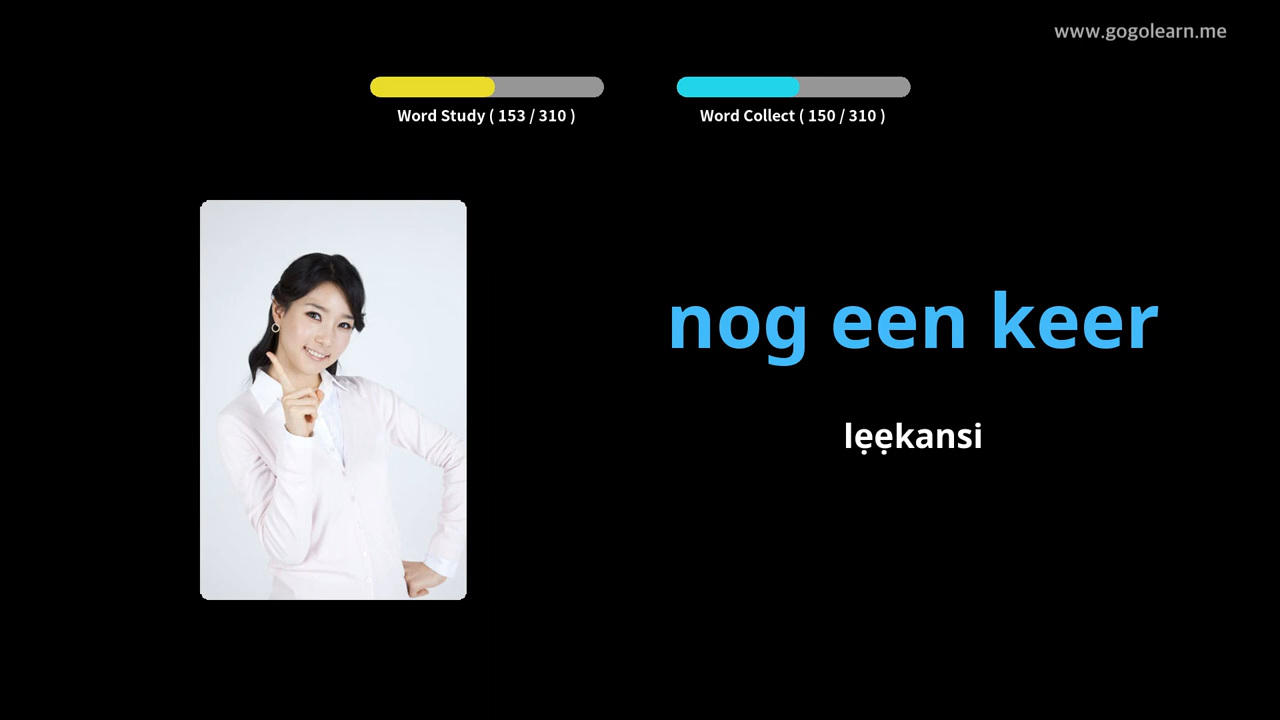 www.gogolearn.me
Word Study ( 153 / 310 )
Word Collect ( 150 / 310 )
nog een keer
lẹẹkansi